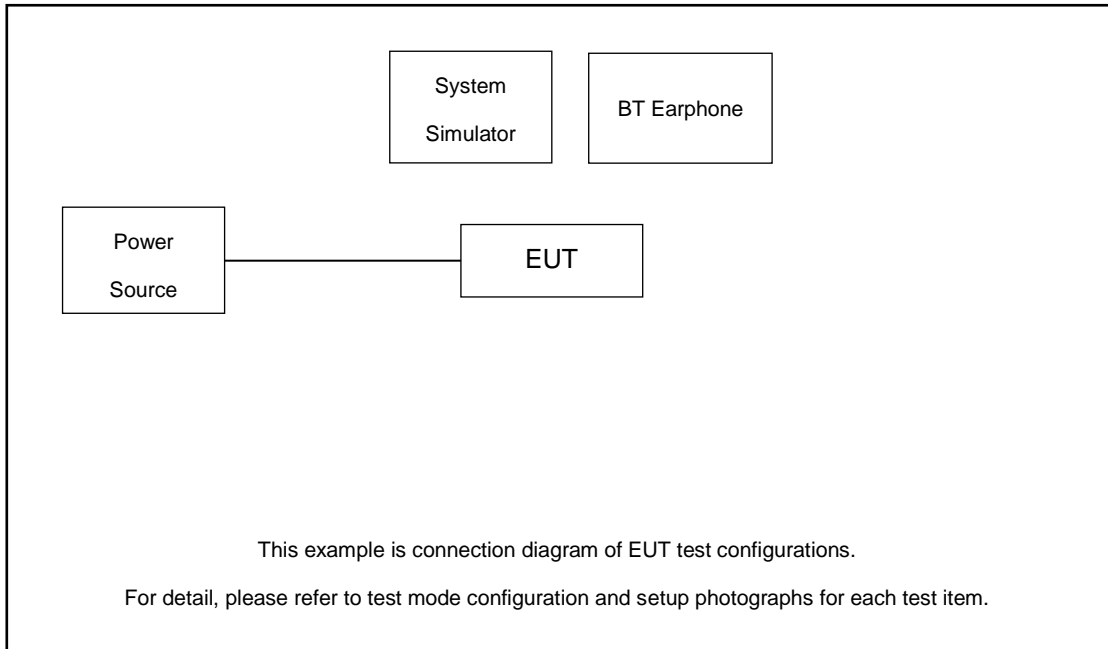 System
Simulator
BT Earphone
Power
Source
EUT
This example is connection diagram of EUT test configurations.
For detail, please refer to test mode configuration and setup photographs for each test item.